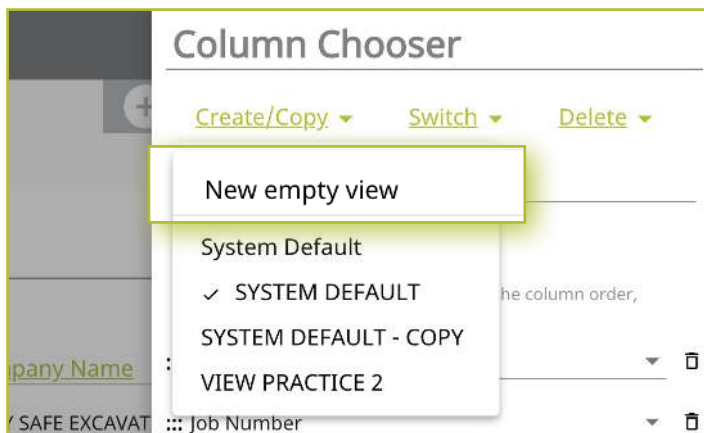 Column Chooser
Create/Copy Switch Delete
New empty view
System Default
✓ SYSTEM DEFAULT
he column order,
SYSTEM DEFAULT - COPY
pany Name
VIEW PRACTICE 2
SAFE EXCAVAT Job Number